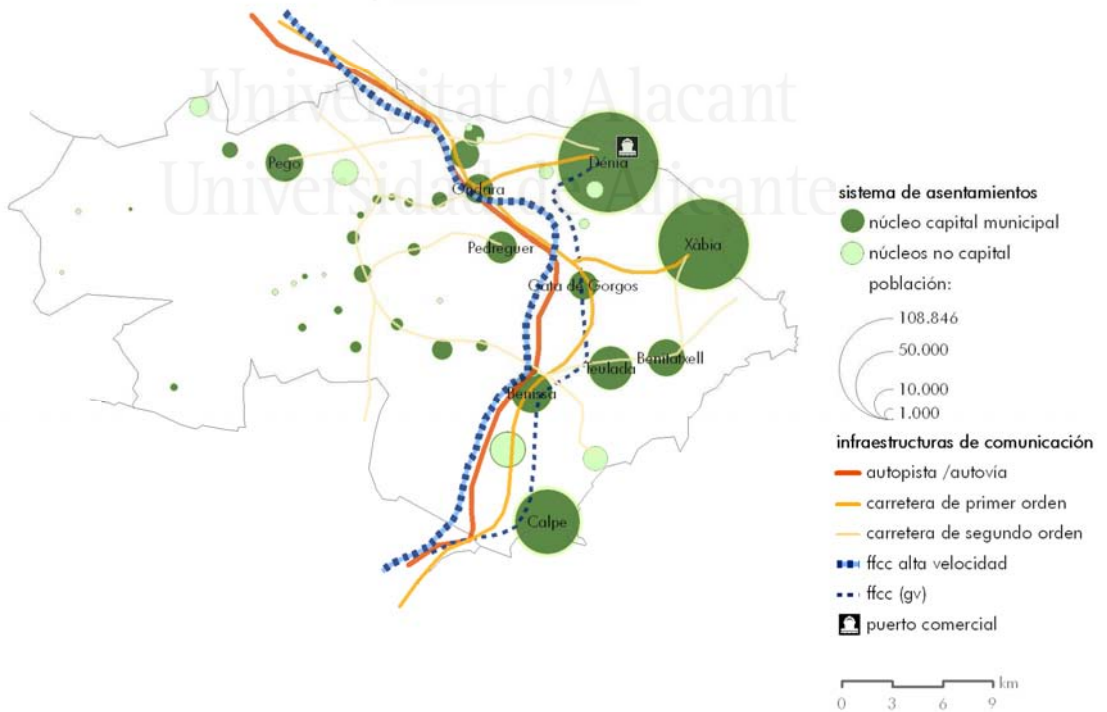 Universitat d'Alacant
Universidad de Alicante
Pego
Dénia
Ondara
Pedreguer
Xàbia
Gata de Gorgos
Teulada
Benitatxell
Benissa
Calpe
sistema de asentamientos
núcleo capital municipal
núcleos no capital
población:
108.846
50.000
10.000
1.000
infraestructuras de comunicación
autopista /autovía
carretera de primer orden
carretera de segundo orden
ffcc alta velocidad
ffcc (gv)
puerto comercial
km
0 3 6 9